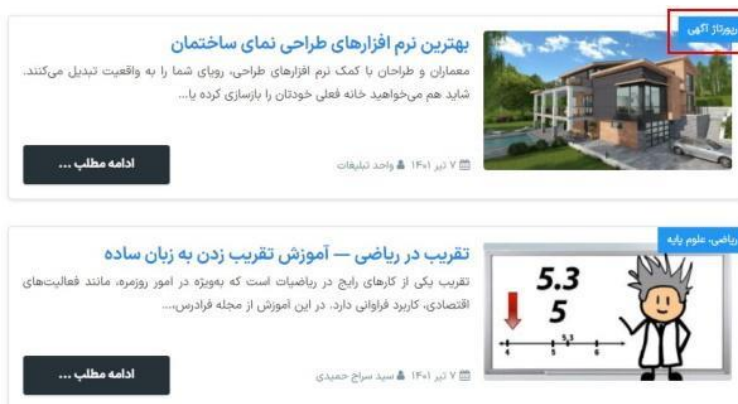 رپورتاژ آگهی
بهترین نرم افزارهای طراحی نمای ساختمان
معماران و طراحان با کمک نرم افزارهای طراحی، رویای شما را به واقعیت تبدیل می‌کنند.
شاید هم می‌خواهید خانه فعلی خودتان را بازسازی کرده یا...
۷ تیر ۱۴۰۱ واحد تبلیغات
ادامه مطلب ...
ریاضی، علوم پایه
تقریب در ریاضی — آموزش تقریب زدن به زبان ساده
تقریب یکی از کارهای رایج در ریاضیات است که به‌ویژه در امور روزمره، مانند فعالیت‌های
اقتصادی، کاربرد فراوانی دارد. در این آموزش از مجله فرادرس،...
5.3
5
5,3
4 5 6
۷ تیر ۱۴۰۱ سید سراج حمیدی
ادامه مطلب ...